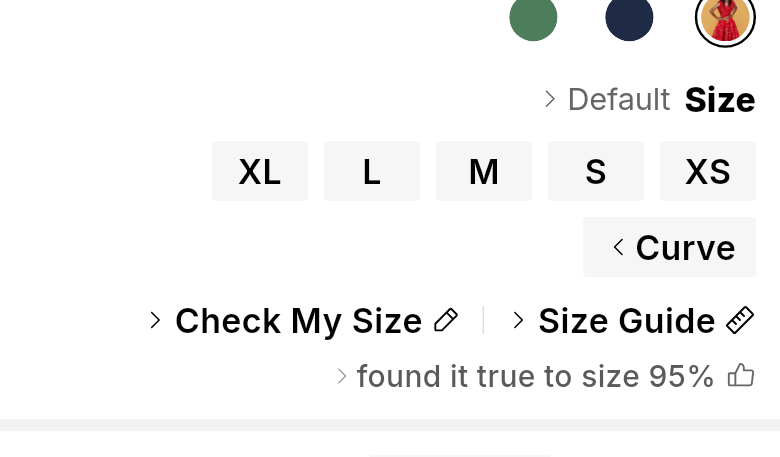 Default Size
XL L M S XS
Curve
Check My Size Size Guide
found it true to size 95%